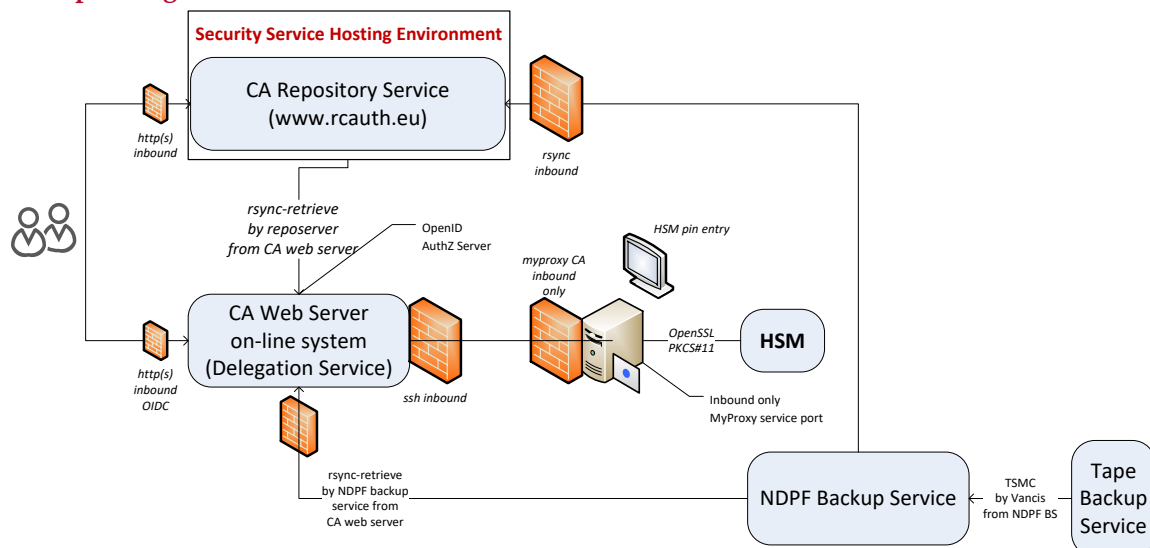 Security Service Hosting Environment
CA Repository Service
(www.rcauth.eu)
http(s)
inbound
rsync
inbound
rsync-retrieve
by reposerver
from CA web server
OpenID
AuthZ Server
HSM pin entry
myproxy CA
inbound
only
CA Web Server
on-line system
(Delegation Service)
OpenSSL
PKCS#11
HSM
http(s)
inbound
OIDC
ssh inbound
Inbound only
MyProxy service port
rsync-retrieve
by NDPF backup
service from
CA web server
NDPF Backup Service
TSMC
by Vancis
from NDPF BS
Tape
Backup
Service